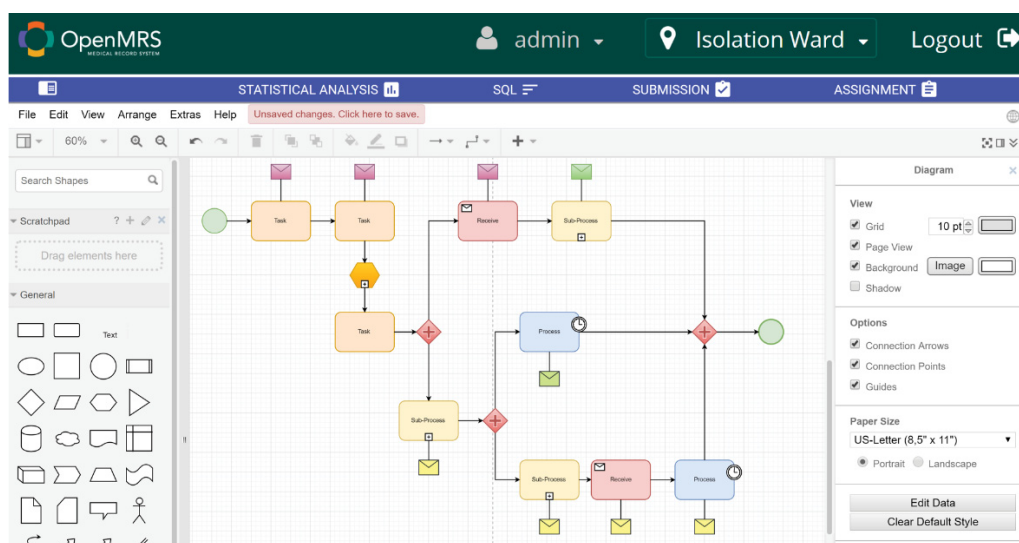 OpenMRS
MEDICAL RECORD SYSTEM
admin
Isolation Ward
Logout
STATISTICAL ANALYSIS
SQL
SUBMISSION
ASSIGNMENT
File Edit View Arrange Extras Help Unsaved changes. Click here to save.
60%
Search Shapes
Scratchpad
?
Drag elements here
General
Text
Task
Task
Receive
Sub-Process
Task
Process
Sub-Process
Sub-Process
Receive
Process
Diagram
View
Grid 10 pt
Page View
Background Image
Shadow
Options
Connection Arrows
Connection Points
Guides
Paper Size
US-Letter (8,5" x 11")
Portrait Landscape
Edit Data
Clear Default Style